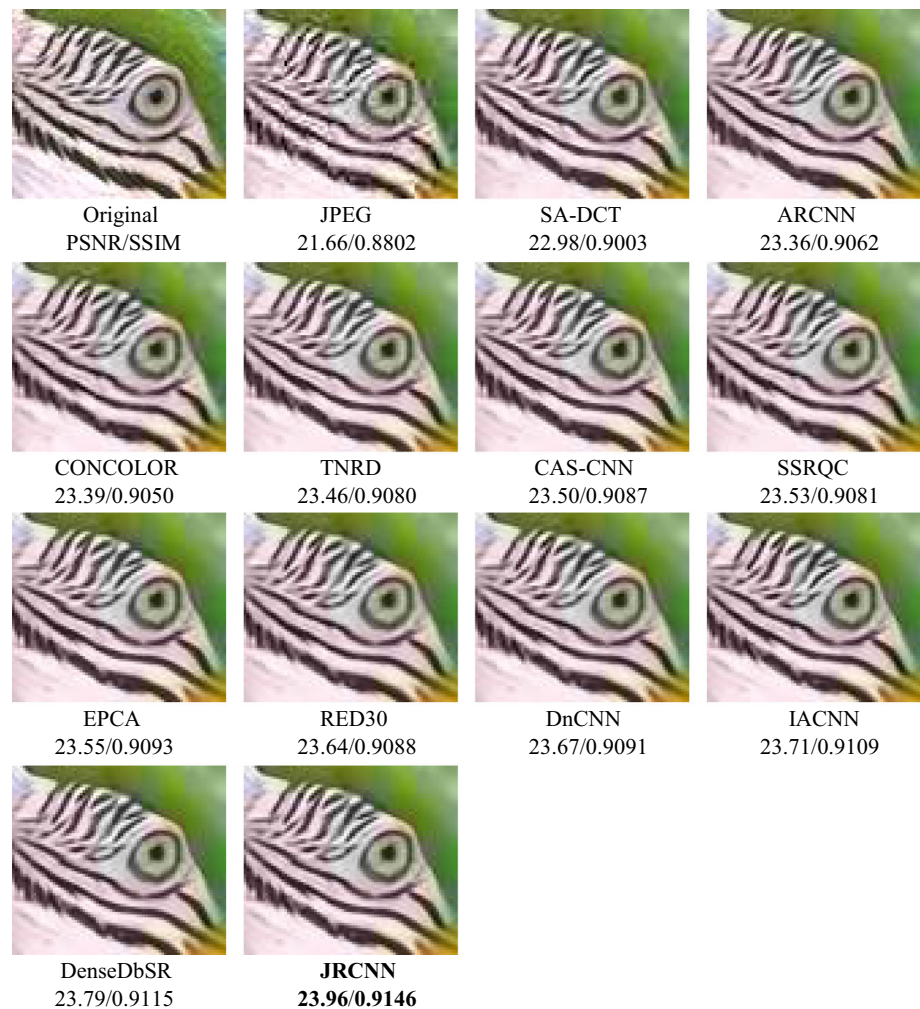 Original
PSNR/SSIM
JPEG
21.66/0.8802
SA-DCT
22.98/0.9003
ARCNN
23.36/0.9062
CONCOLOR
23.39/0.9050
TNRD
23.46/0.9080
CAS-CNN
23.50/0.9087
SSRQC
23.53/0.9081
EPCA
23.55/0.9093
RED30
23.64/0.9088
DnCNN
23.67/0.9091
IACNN
23.71/0.9109
DenseDbSR
23.79/0.9115
JRCNN
23.96/0.9146